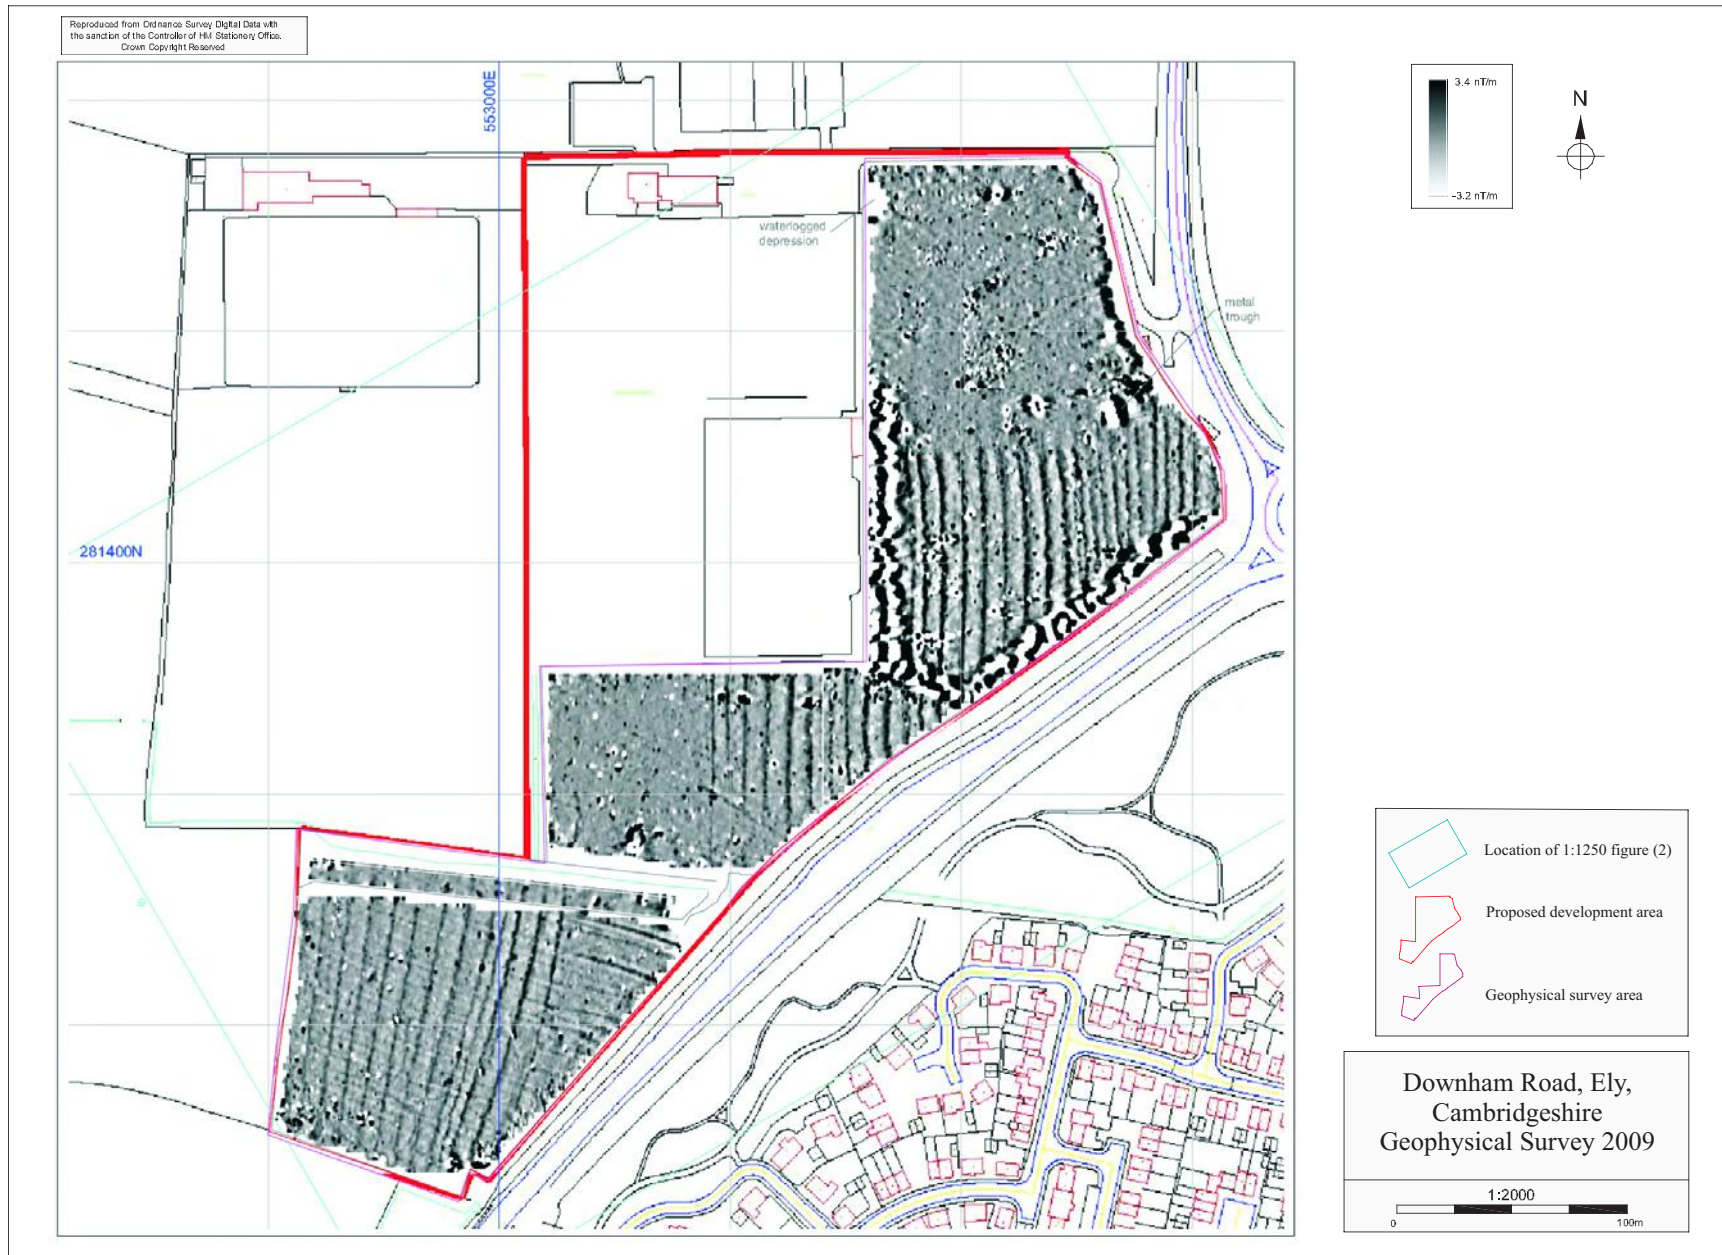 Reproduced from Ordnance Survey Digital Data with
the sanction of the Controller of HM Stationery Office.
Crown Copyright Reserved
553000E
3.4 nT/m
-3.2 nT/m
N
waterlogged
depression
metal
trough
281400N
Location of 1:1250 figure (2)
Proposed development area
Geophysical survey area
Downham Road, Ely,
Cambridgeshire
Geophysical Survey 2009
1:2000
0 100m